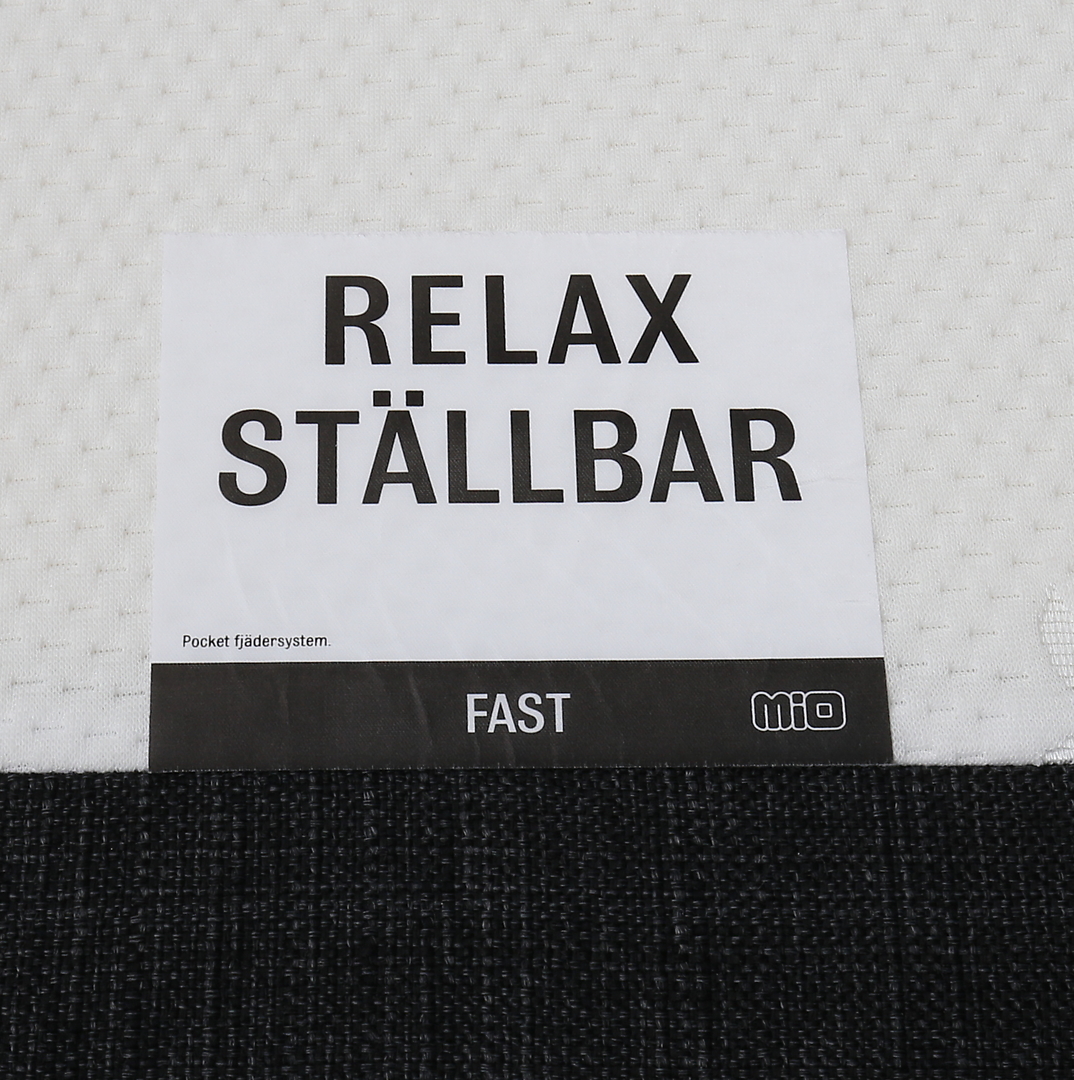 RELAX
STÄLLBAR
Pocket fjädersystem.
FAST
MiO